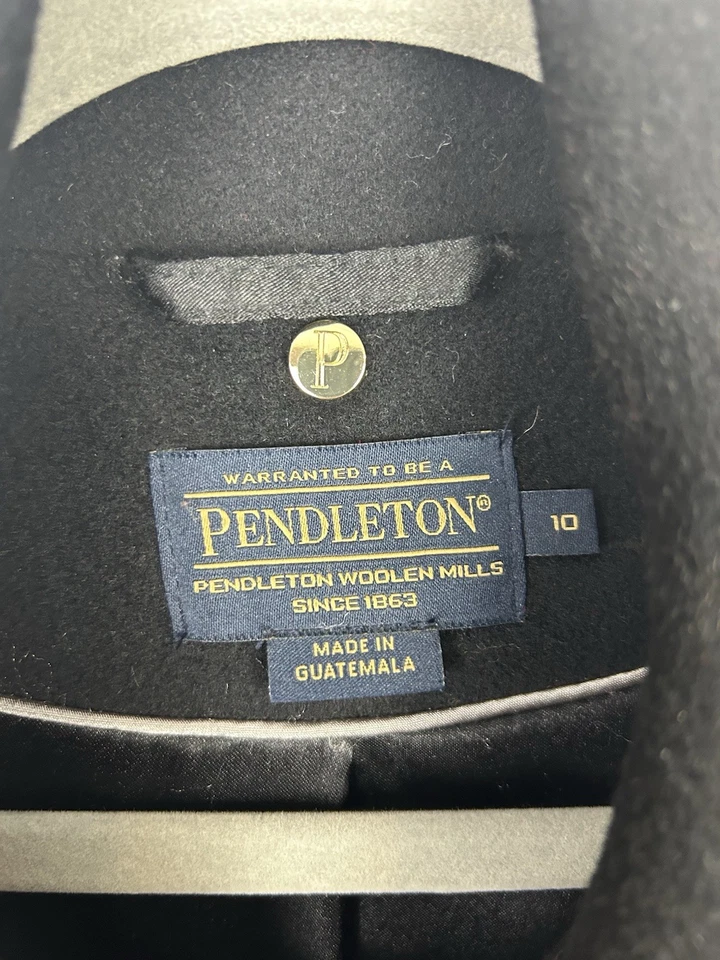 P
WARRANTED TO BE A
PENDLETON®
PENDLETON WOOLEN MILLS
SINCE 1863
10
MADE IN
GUATEMALA